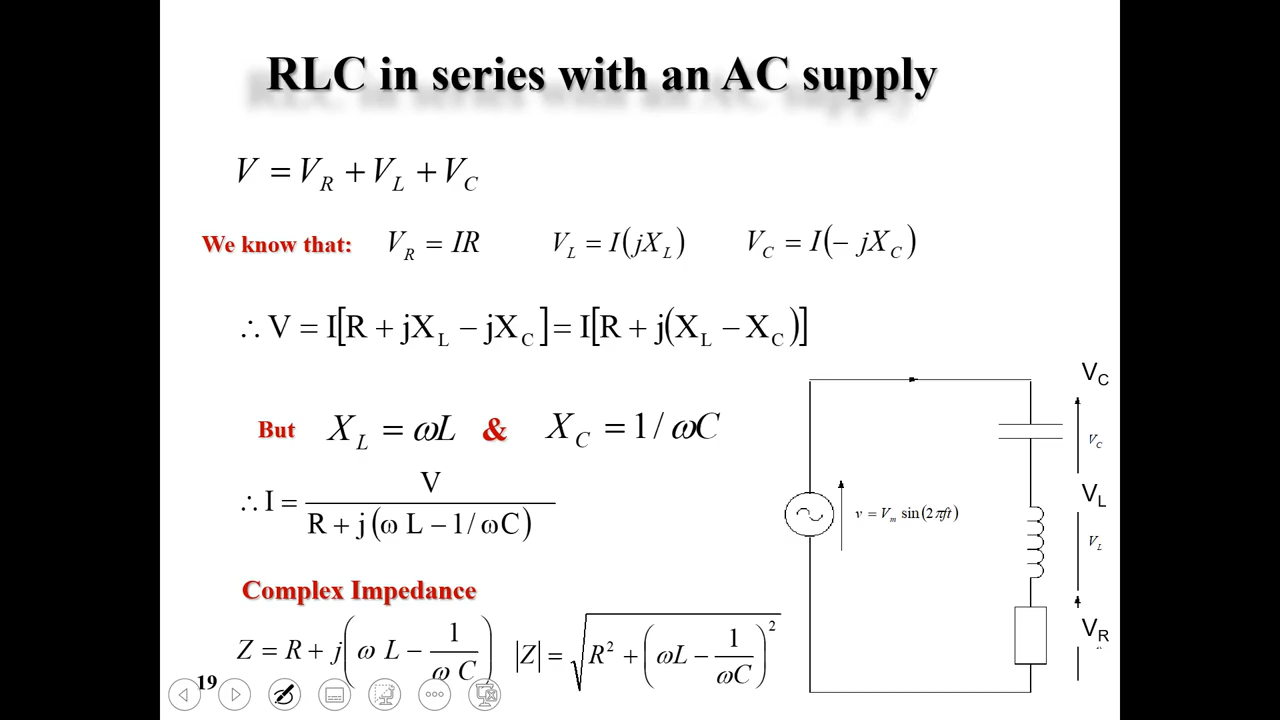 RLC in series with an AC supply
V = V_R + V_L + V_C
We know that: V_R = IR V_L = I(jX_L) V_C = I(− jX_C)
∴ V = I[R + jX_L − jX_C] = I[R + j(X_L − X_C)]
But X_L = ωL & X_C = 1/ωC
∴ I = V / (R + j(ω L − 1/ωC))
Complex Impedance
Z = R + j(ω L − 1/(ω C)) |Z| = √(R² + (ωL − 1/(ωC))²)
19
V_C
V_C
v = V_m sin(2πft)
V_L
V_L
V_R